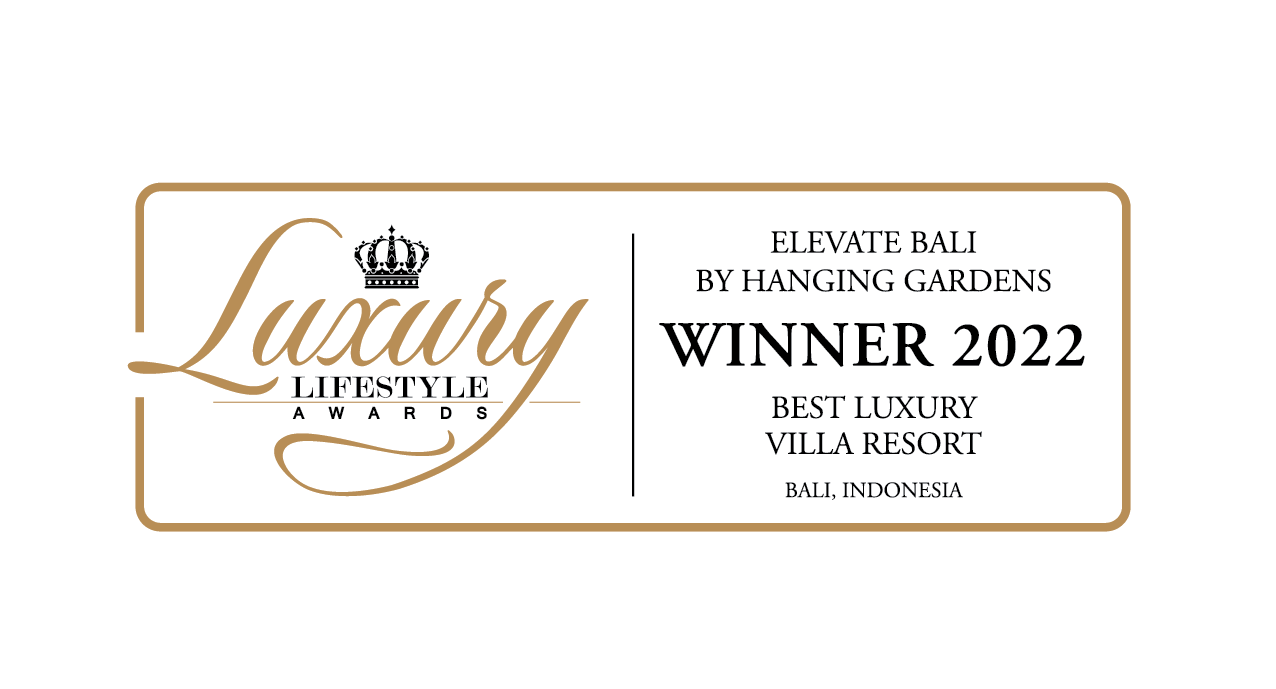 Luxury
LIFESTYLE
AWARDS
ELEVATE BALI
BY HANGING GARDENS
WINNER 2022
BEST LUXURY
VILLA RESORT
BALI, INDONESIA